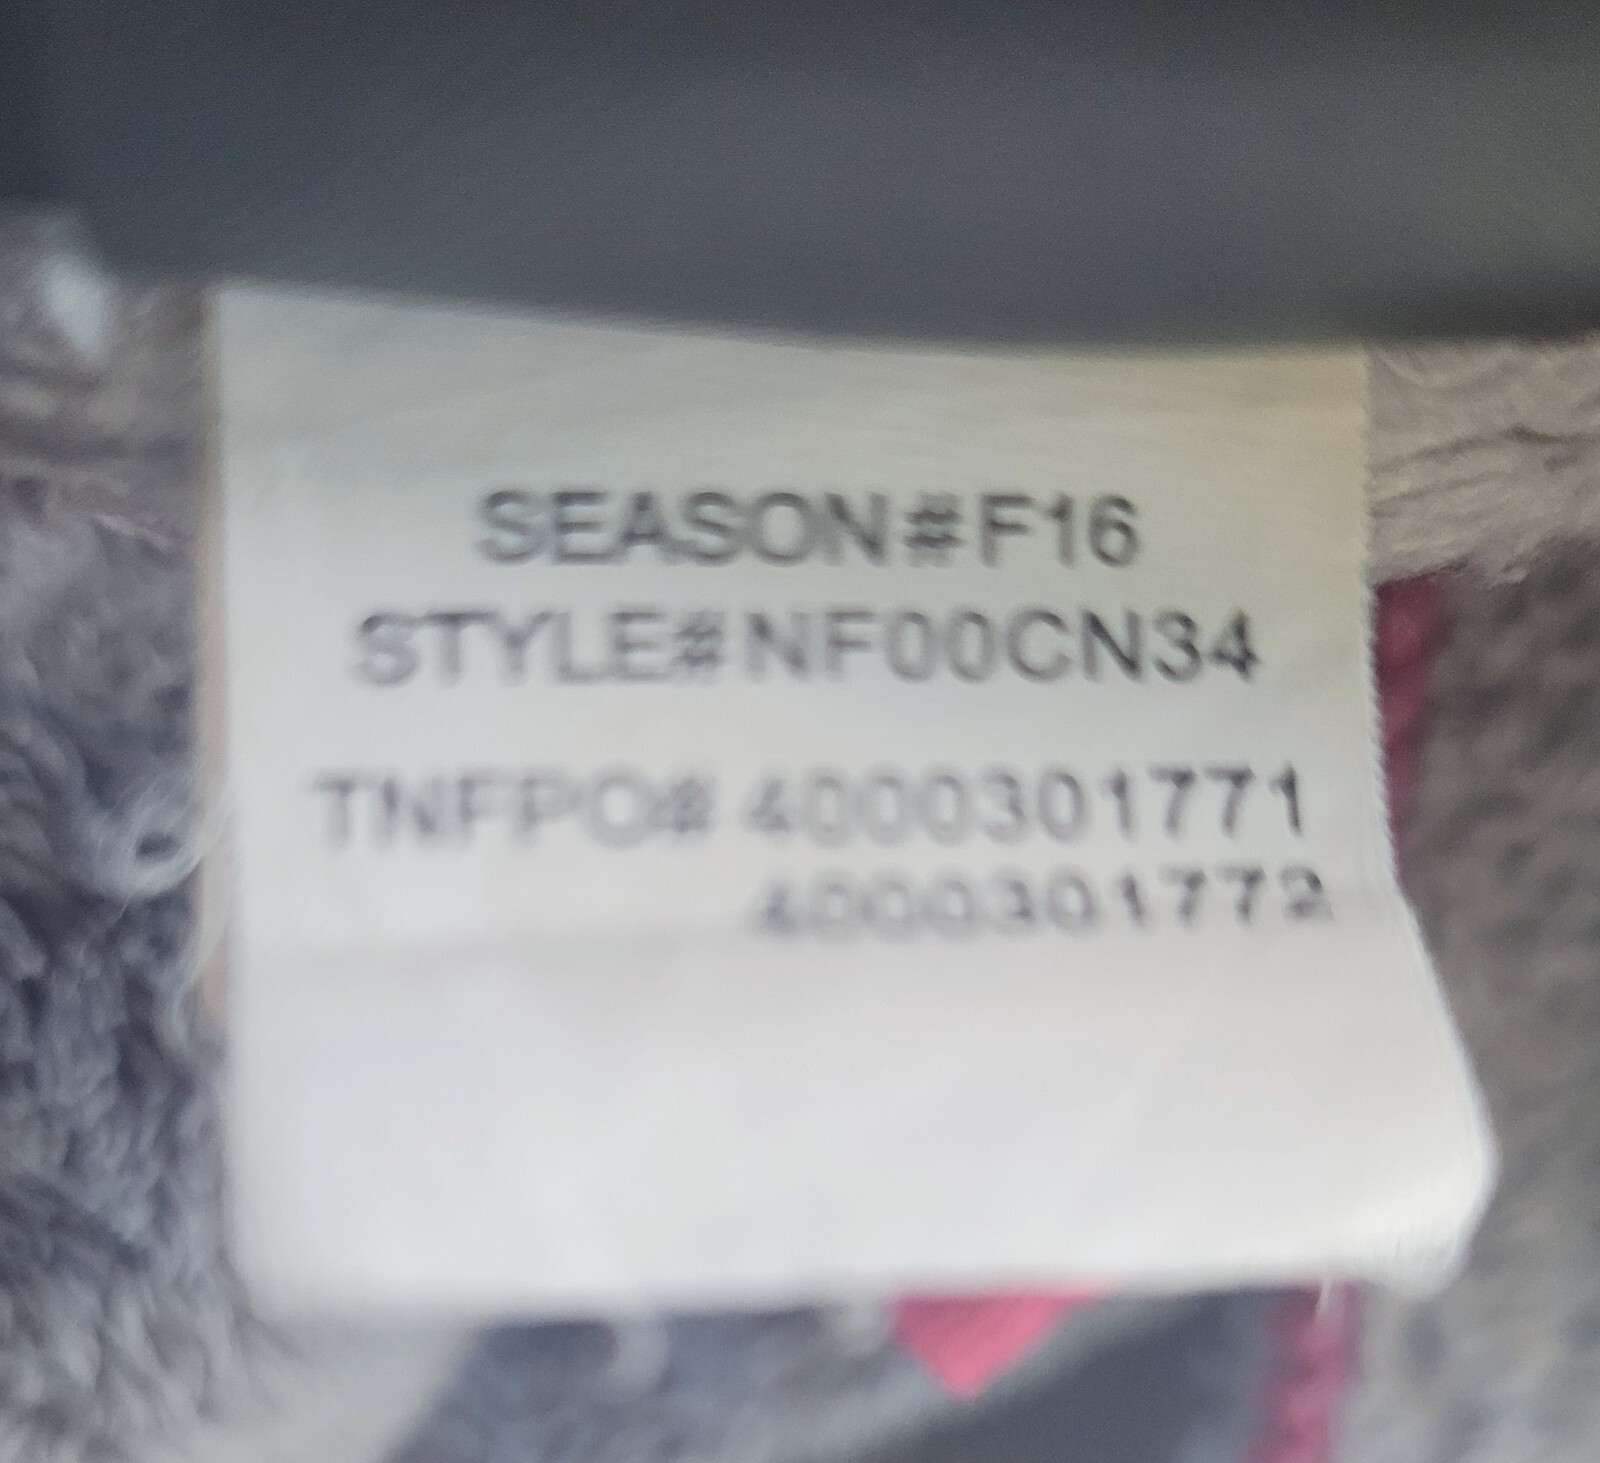 SEASON#F16
STYLE#NF00CN34
TNFPO# 4000301771
4000301772